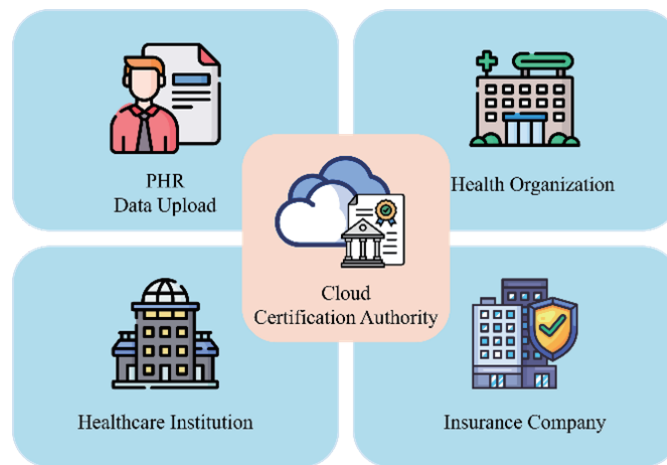 PHR
Data Upload
Health Organization
Cloud
Certification Authority
Healthcare Institution
Insurance Company